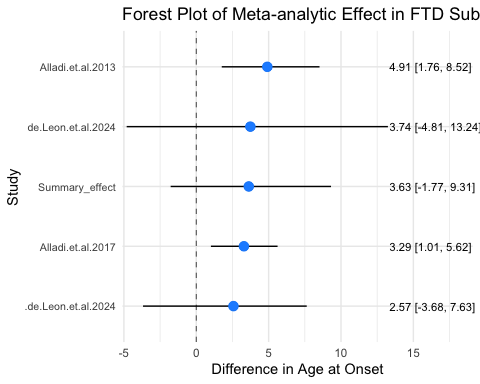 Forest Plot of Meta-analytic Effect in FTD Sub
Alladi.et.al.2013
4.91 [1.76, 8.52]
de.Leon.et.al.2024
3.74 [-4.81, 13.24]
Summary_effect
3.63 [-1.77, 9.31]
Alladi.et.al.2017
3.29 [1.01, 5.62]
.de.Leon.et.al.2024
2.57 [-3.68, 7.63]
Study
-5 0 5 10 15
Difference in Age at Onset